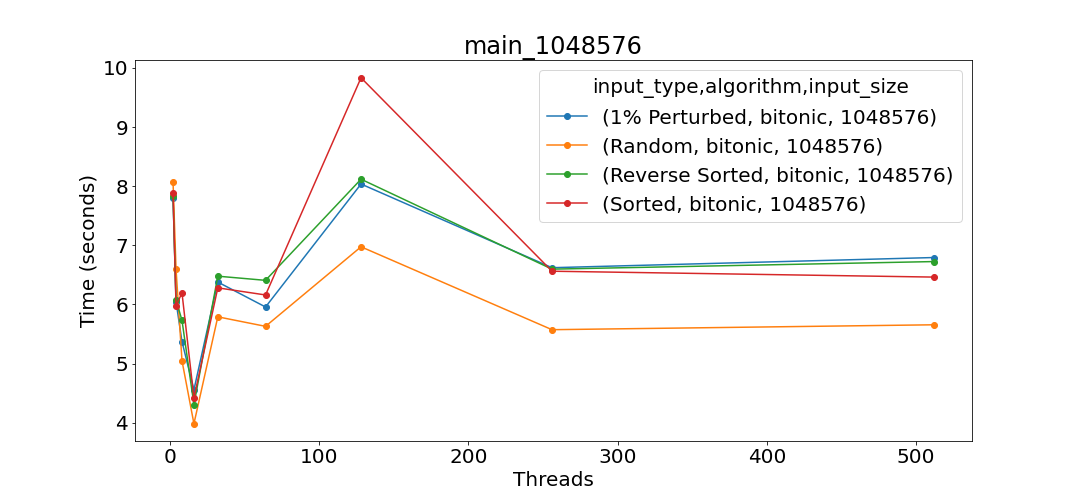 main_1048576
input_type,algorithm,input_size
(1% Perturbed, bitonic, 1048576)
(Random, bitonic, 1048576)
(Reverse Sorted, bitonic, 1048576)
(Sorted, bitonic, 1048576)
Time (seconds)
10
9
8
7
6
5
4
0 100 200 300 400 500
Threads